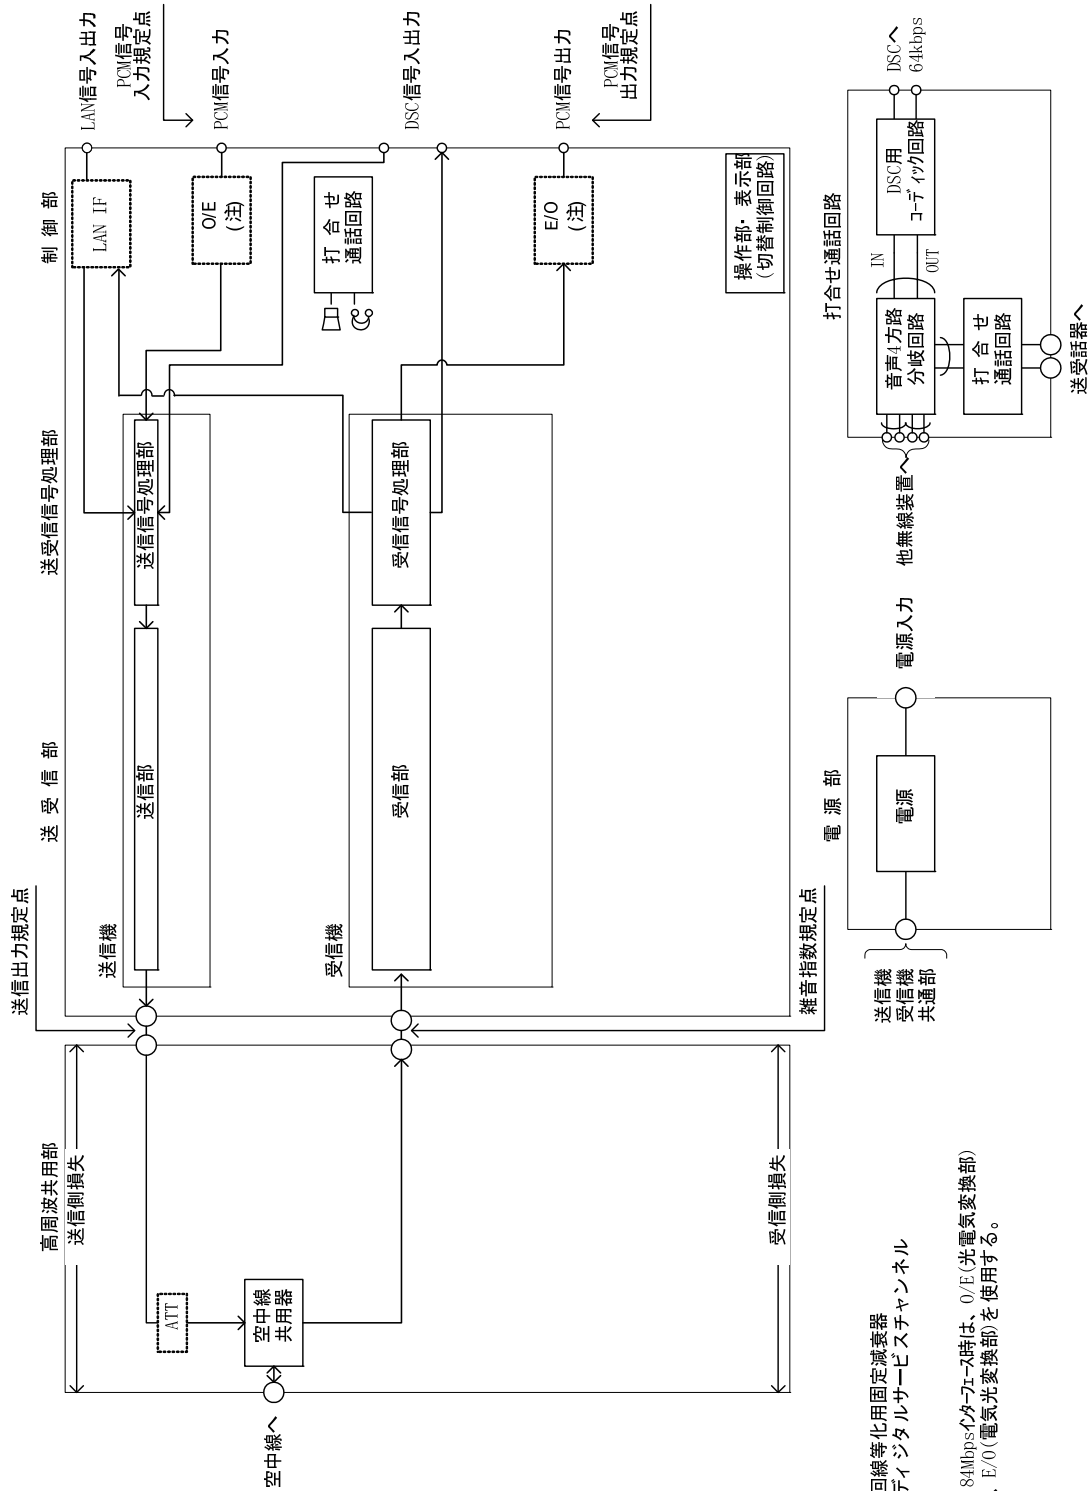 高周波共用部
送信側損失
受信側損失
ATT
空中線
共用器
空中線へ
送信出力規定点
雑音指数規定点
送受信部
送信機
送信部
受信機
受信部
送受信信号処理部
送信信号処理部
受信信号処理部
制御部
LAN IF
O/E
(注)
打合せ
通話回路
E/O
(注)
操作部・表示部
(切替制御回路)
LAN信号入出力
PCM信号
入力規定点
PCM信号入力
DSC信号入出力
PCM信号出力
PCM信号
出力規定点
電源部
電源
電源入力
送信機
受信機
共通部
打合せ通話回路
音声4方路
分岐回路
IN
OUT
DSC用
コーディック回路
DSCへ
64kbps
打合せ
通話回路
他無線装置へ
送受話器へ
回線等化用固定減衰器
ディジタルサービスチャンネル
84Mbpsインターフェース時は、O/E(光電気変換部)
、E/O(電気光変換部)を使用する。